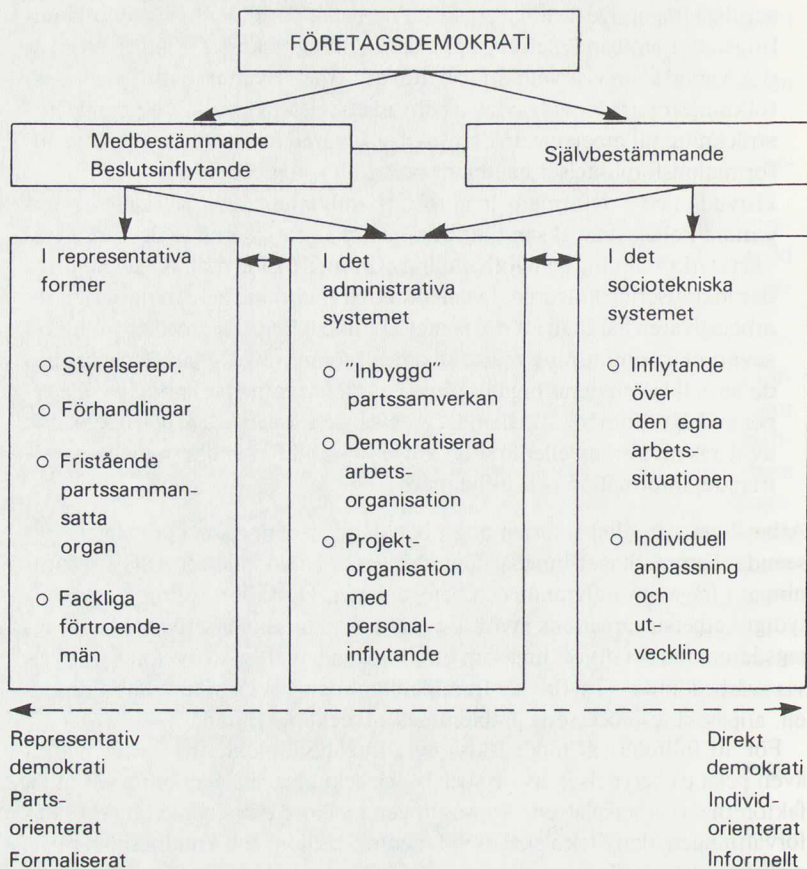 FÖRETAGSDEMOKRATI
Medbestämmande
Beslutsinflytande
Självbestämmande
I representativa
former
Styrelserepr.
Förhandlingar
Fristående
partssamman-
satta
organ
Fackliga
förtroende-
män
I det
administrativa
systemet
"Inbyggd"
partssamverkan
Demokratiserad
arbets-
organisation
Projekt-
organisation
med
personal-
inflytande
I det
sociotekniska
systemet
Inflytande
över
den egna
arbets-
situationen
Individuell
anpassning
och
ut-
veckling
Representativ
demokrati
Parts-
orienterat
Formaliserat
Direkt
demokrati
Individ-
orienterat
Informellt